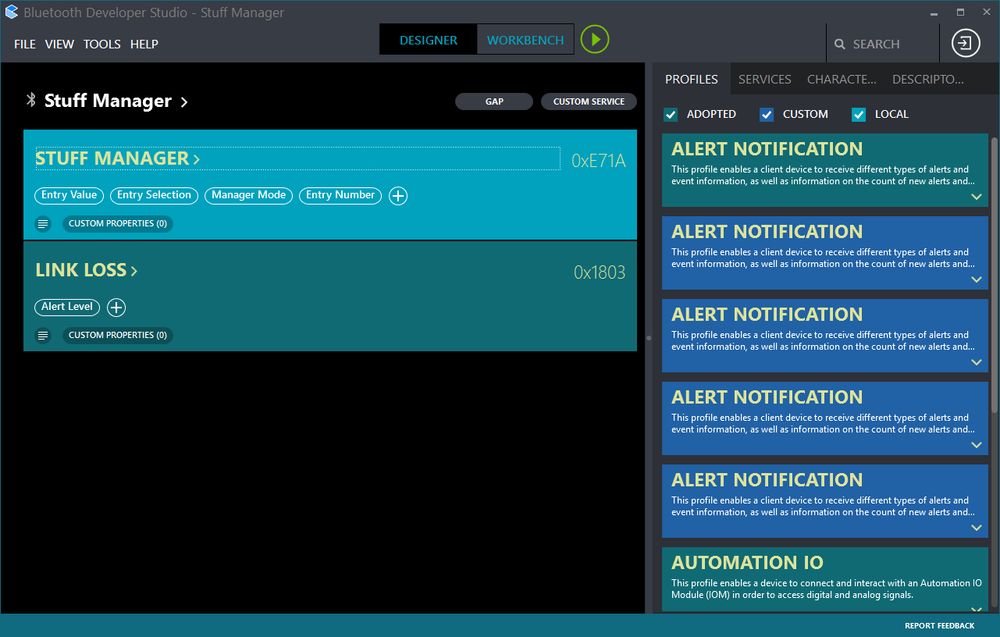 Bluetooth Developer Studio - Stuff Manager
FILE VIEW TOOLS HELP
DESIGNER WORKBENCH
SEARCH
Stuff Manager
GAP CUSTOM SERVICE
STUFF MANAGER 0xE71A
Entry Value Entry Selection Manager Mode Entry Number
CUSTOM PROPERTIES (0)
LINK LOSS 0x1803
Alert Level
CUSTOM PROPERTIES (0)
PROFILES SERVICES CHARACTE... DESCRIPTO...
ADOPTED CUSTOM LOCAL
ALERT NOTIFICATION
This profile enables a client device to receive different types of alerts and
event information, as well as information on the count of new alerts and...
ALERT NOTIFICATION
This profile enables a client device to receive different types of alerts and
event information, as well as information on the count of new alerts and...
ALERT NOTIFICATION
This profile enables a client device to receive different types of alerts and
event information, as well as information on the count of new alerts and...
ALERT NOTIFICATION
This profile enables a client device to receive different types of alerts and
event information, as well as information on the count of new alerts and...
ALERT NOTIFICATION
This profile enables a client device to receive different types of alerts and
event information, as well as information on the count of new alerts and...
AUTOMATION IO
This profile enables a device to connect and interact with an Automation IO
Module (IOM) in order to access digital and analog signals.
REPORT FEEDBACK